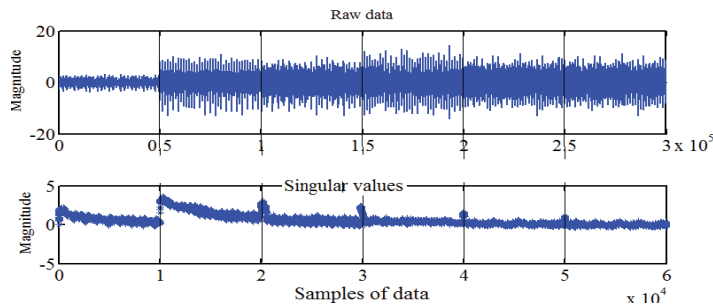 Raw data
Magnitude
20
0
-20
0 0.5 1 1.5 2 2.5 3 x 10^5
Singular values
Magnitude
5
0
-5
0 1 2 3 4 5 6
x 10^4
Samples of data